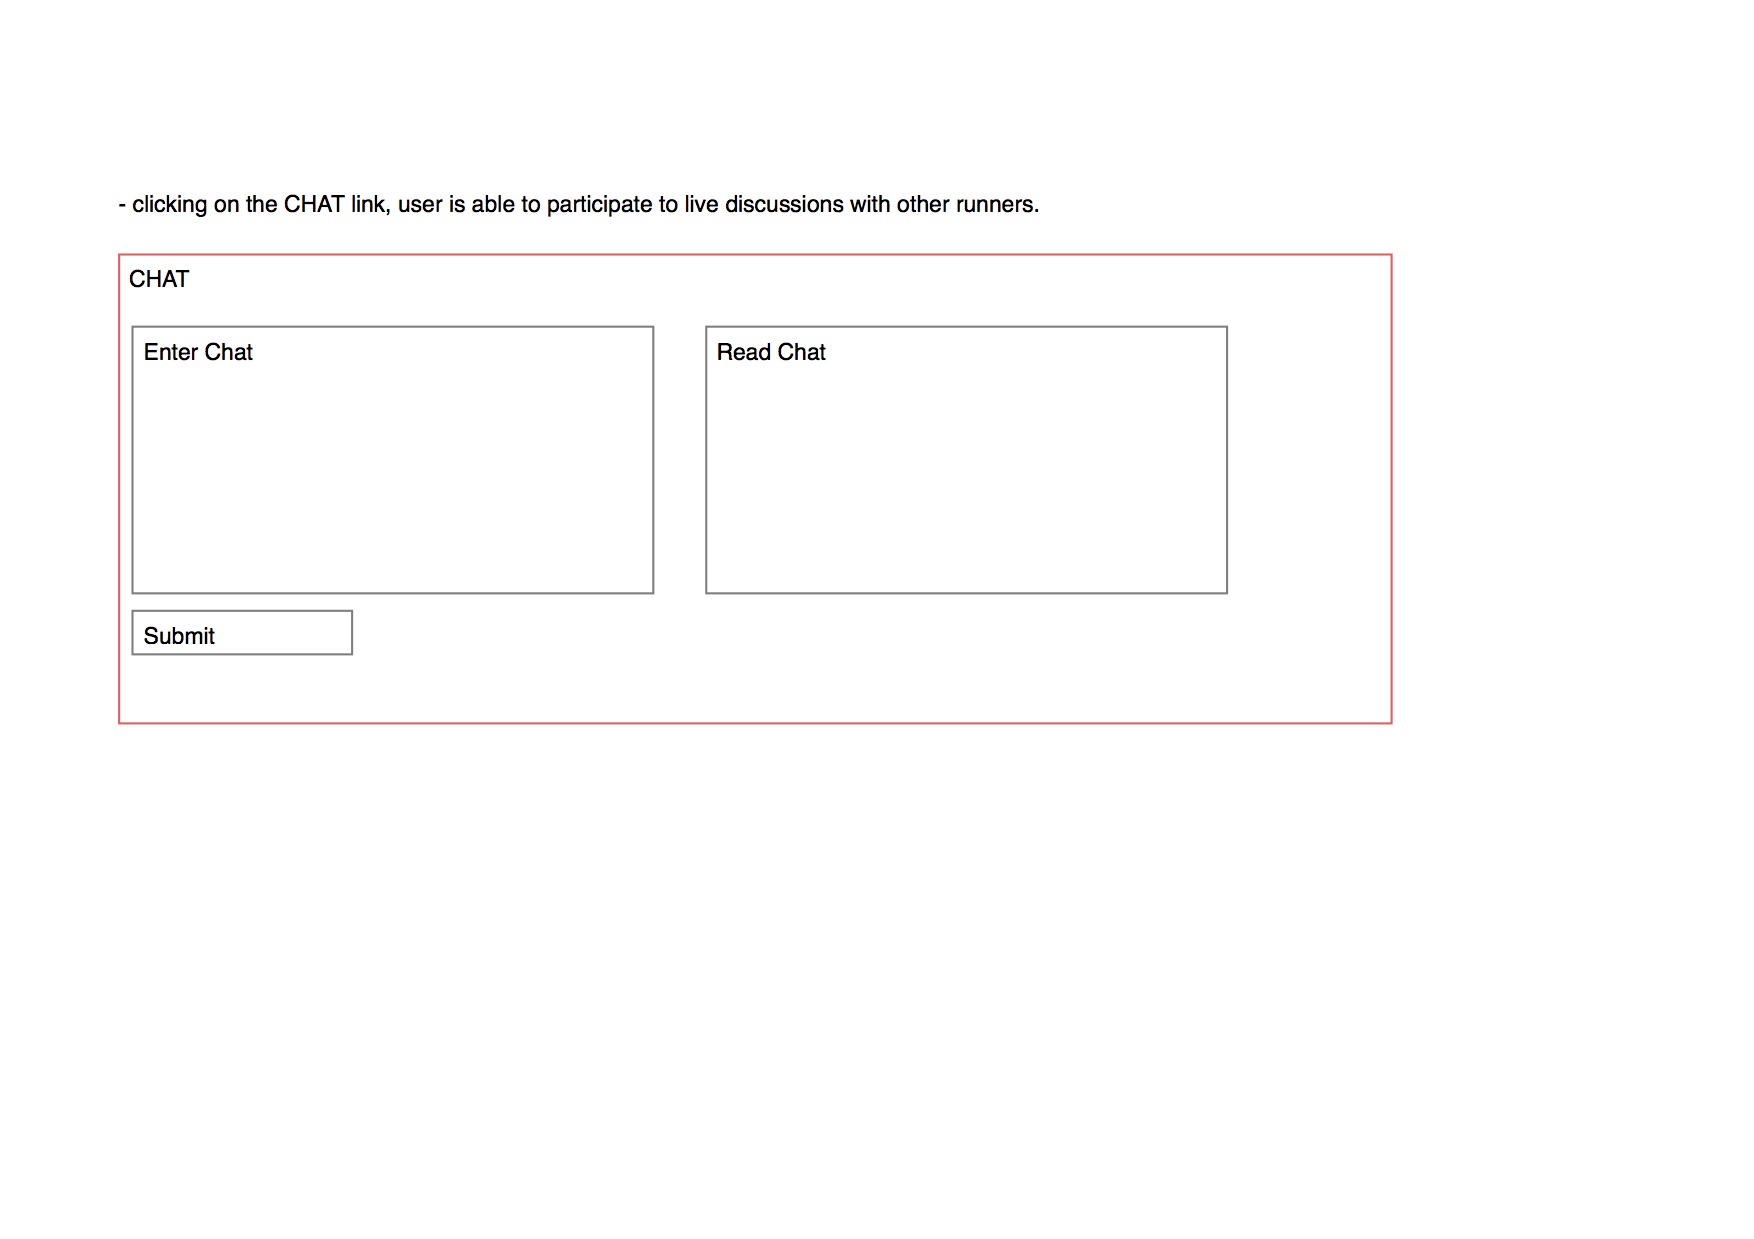 - clicking on the CHAT link, user is able to participate to live discussions with other runners.
CHAT
Enter Chat
Read Chat
Submit